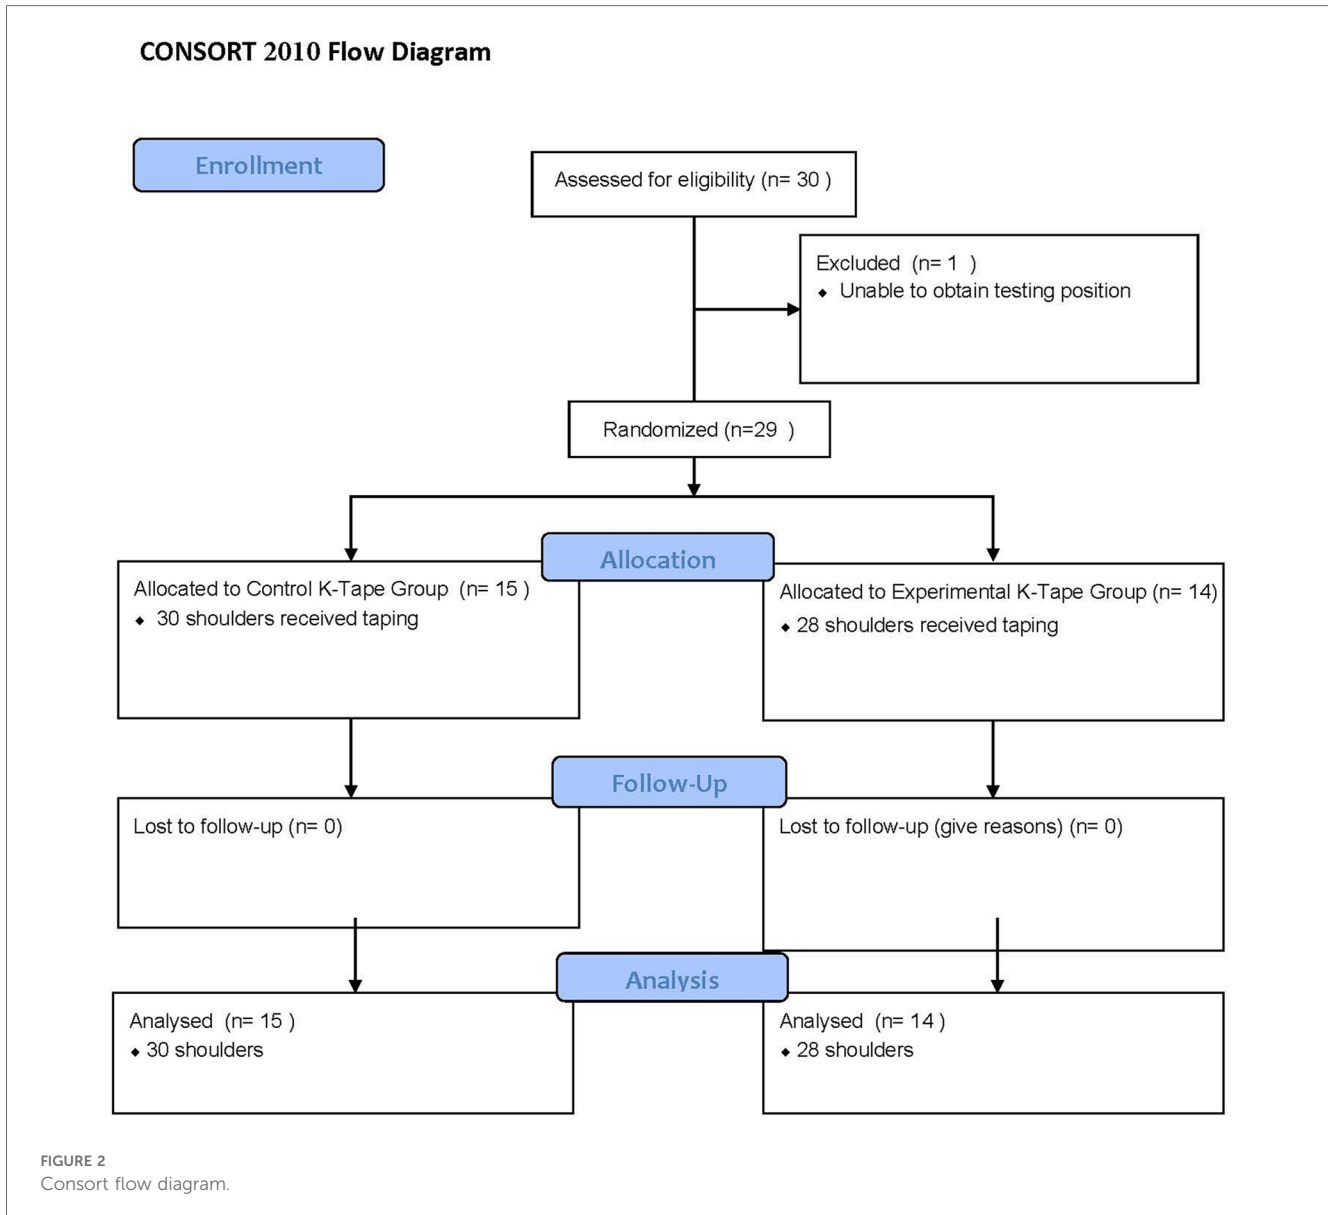 CONSORT 2010 Flow Diagram
Enrollment
Assessed for eligibility (n= 30 )
Excluded (n= 1 )
⬥ Unable to obtain testing position
Randomized (n=29 )
Allocation
Allocated to Control K-Tape Group (n= 15 )
⬥ 30 shoulders received taping
Allocated to Experimental K-Tape Group (n= 14)
⬥ 28 shoulders received taping
Follow-Up
Lost to follow-up (n= 0)
Lost to follow-up (give reasons) (n= 0)
Analysis
Analysed (n= 15 )
⬥ 30 shoulders
Analysed (n= 14 )
⬥ 28 shoulders
FIGURE 2
Consort flow diagram.